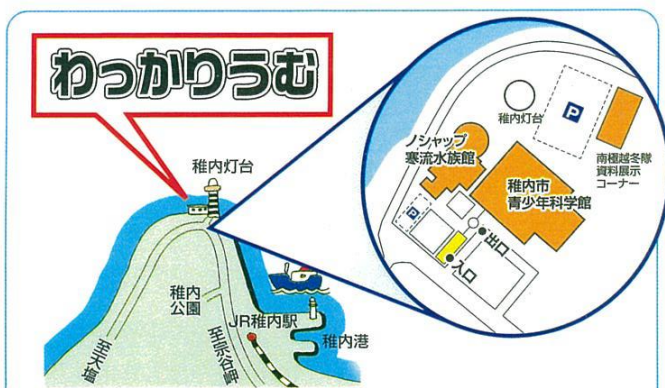 わっかりうむ
稚内灯台
稚内
公園
至天塩
至宗谷岬
JR稚内駅
稚内港
稚内灯台
P
ノシャップ
寒流水族館
南極越冬隊
資料展示
コーナー
稚内市
青少年科学館
P
出口
入口